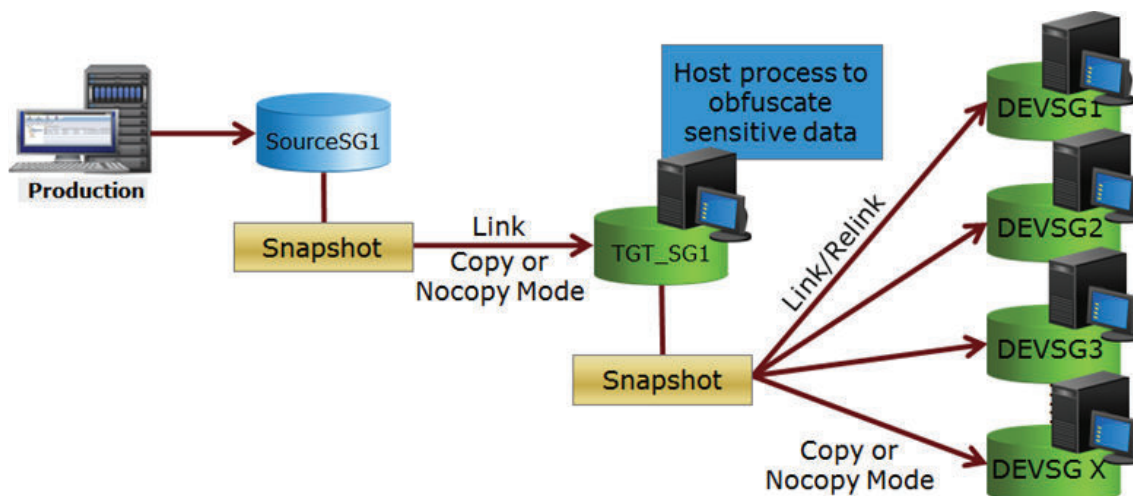 Production
SourceSG1
Snapshot
Link
Copy or
Nocopy Mode
Host process to
obfuscate
sensitive data
TGT_SG1
Snapshot
Link/Relink
Copy or
Nocopy Mode
DEVSG1
DEVSG2
DEVSG3
DEVSG X